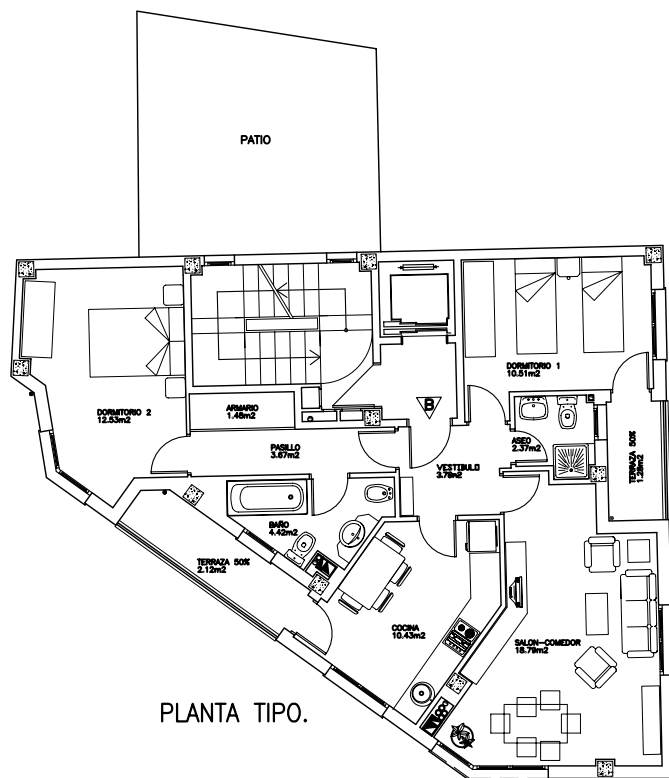 PATIO
DORMITORIO 1
10.51m2
DORMITORIO 2
12.53m2
ARMARIO
1.48m2
B
ASEO
2.37m2
TERRAZA 50%
1.28m2
PASILLO
3.67m2
VESTIBULO
3.78m2
BAÑO
4.42m2
TERRAZA 50%
2.12m2
COCINA
10.43m2
SALON-COMEDOR
18.79m2
PLANTA TIPO.